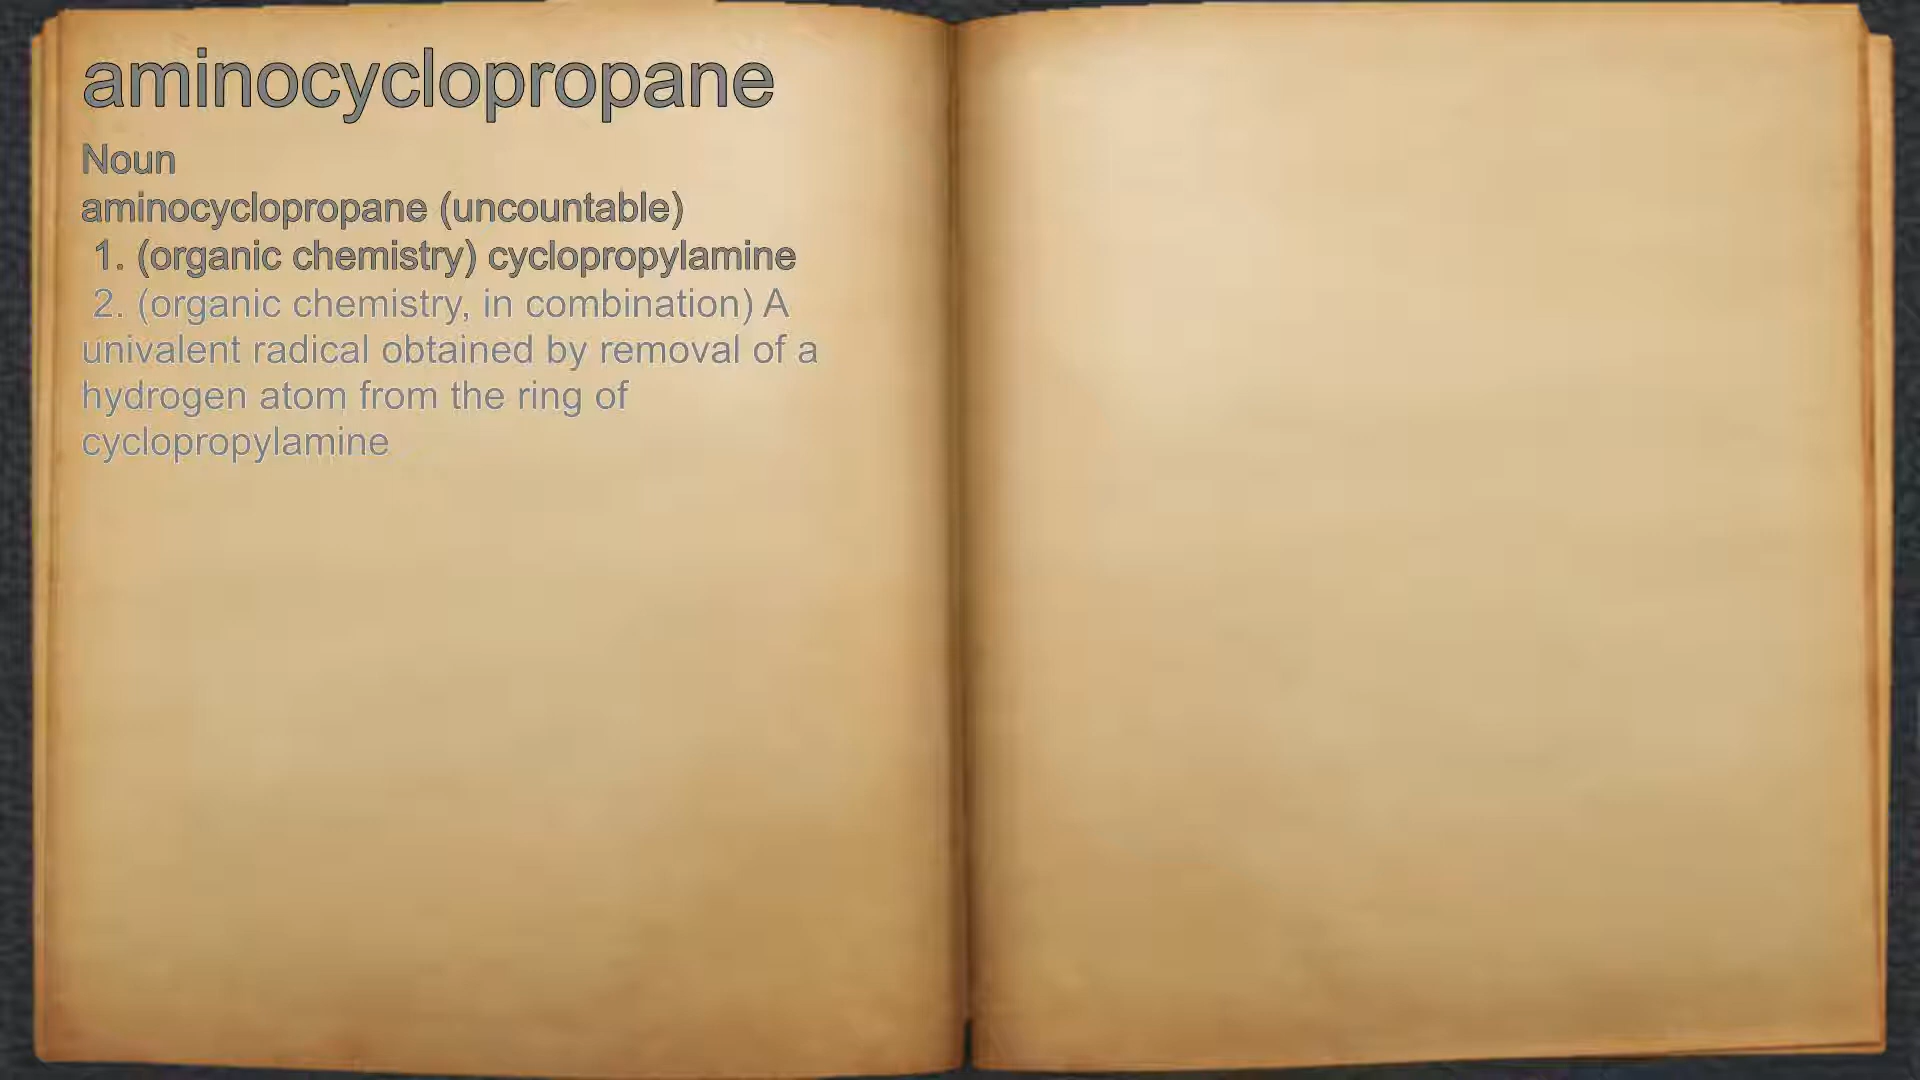 aminocyclopropane
Noun
aminocyclopropane (uncountable)
1. (organic chemistry) cyclopropylamine
2. (organic chemistry, in combination) A
univalent radical obtained by removal of a
hydrogen atom from the ring of
cyclopropylamine